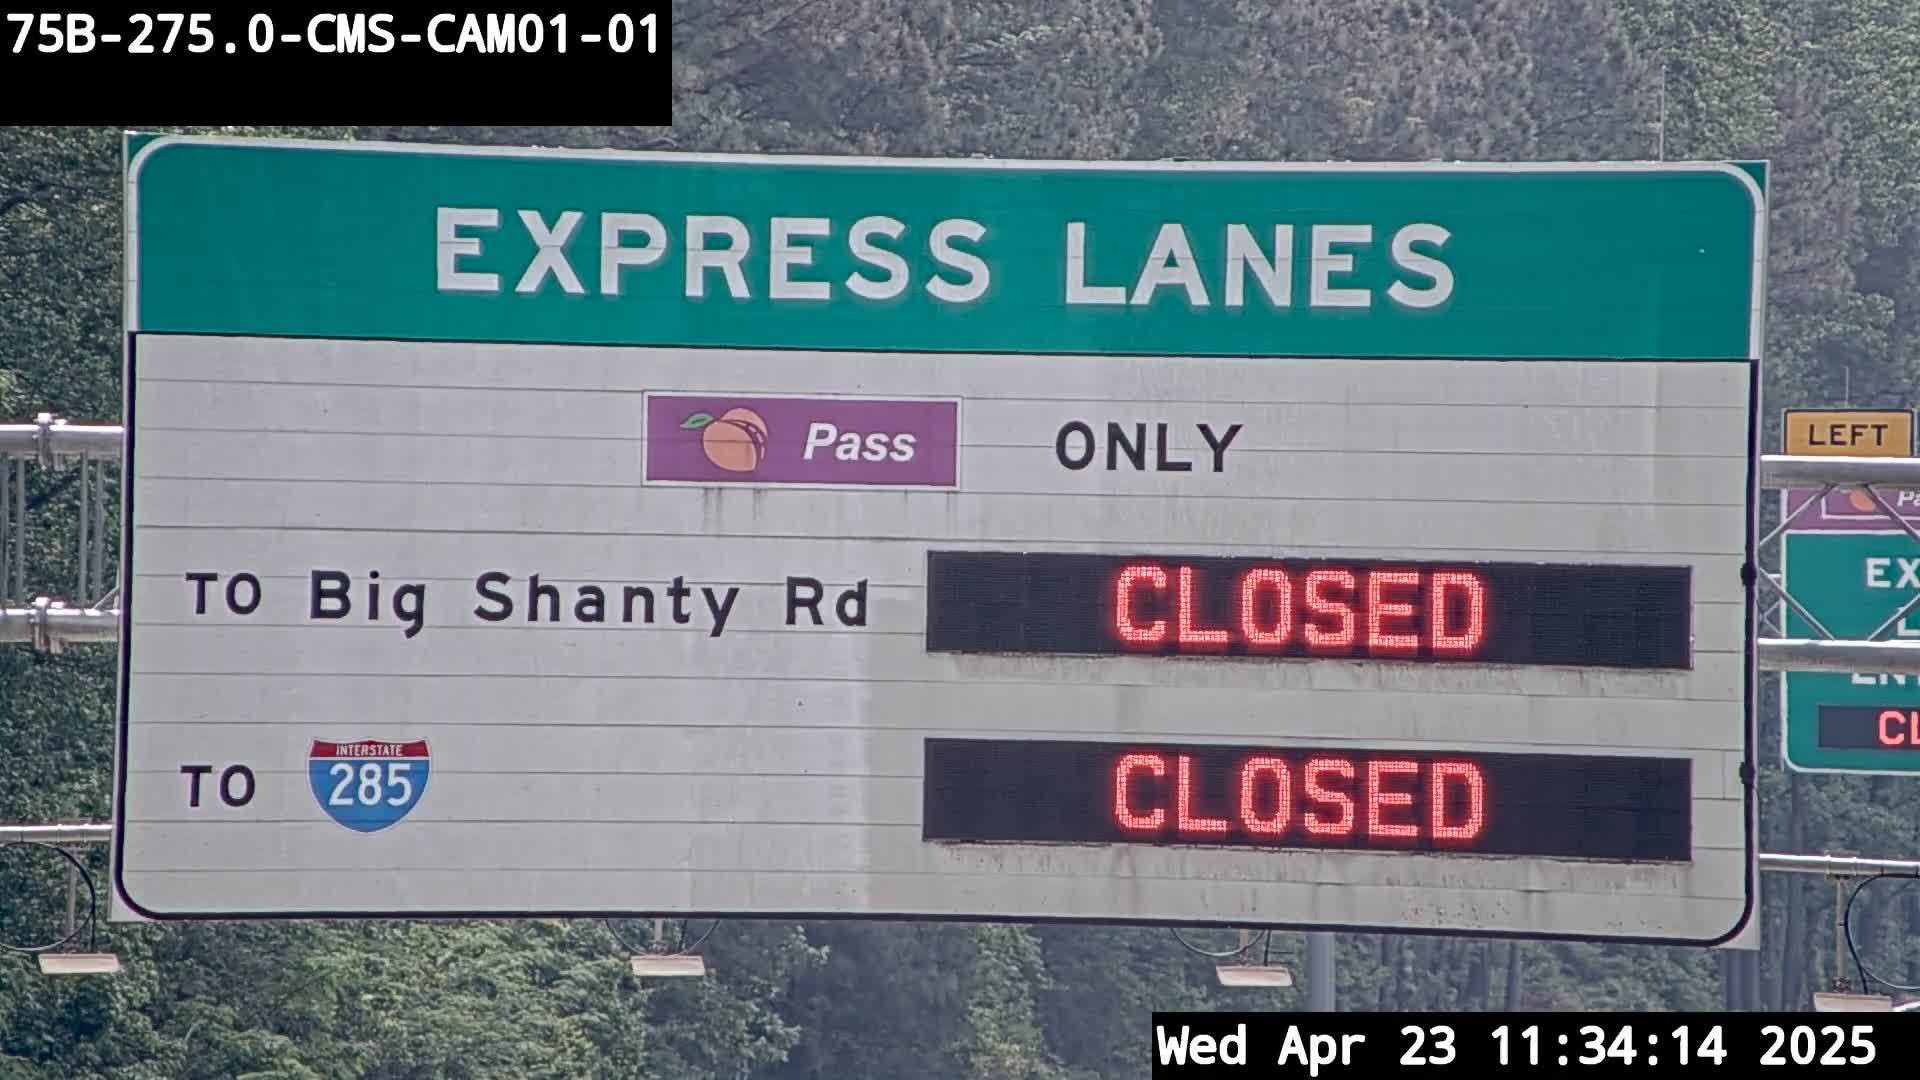 75B-275.0-CMS-CAM01-01
EXPRESS LANES
Pass ONLY
TO Big Shanty Rd CLOSED
TO INTERSTATE 285 CLOSED
LEFT
Wed Apr 23 11:34:14 2025